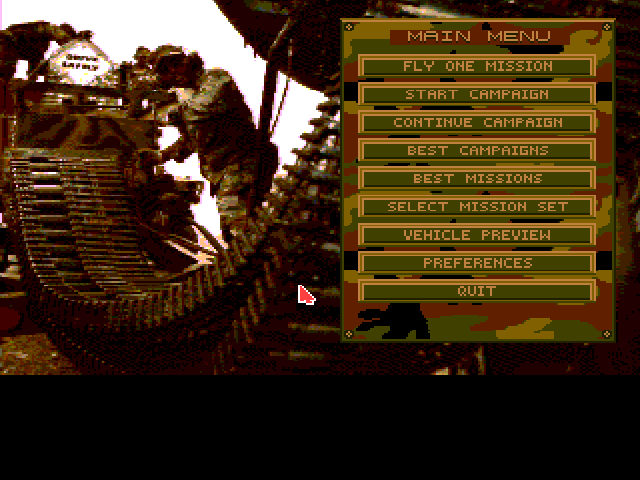 MAIN MENU
FLY ONE MISSION
START CAMPAIGN
CONTINUE CAMPAIGN
BEST CAMPAIGNS
BEST MISSIONS
SELECT MISSION SET
VEHICLE PREVIEW
PREFERENCES
QUIT